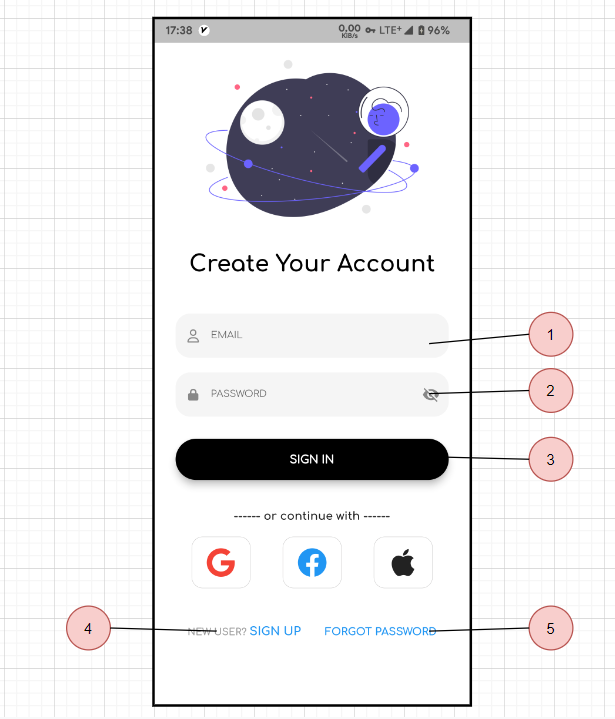 17:38 0,00 KiB/s LTE+ 96%
Create Your Account
EMAIL
1
PASSWORD
2
SIGN IN
3
------ or continue with ------
4
NEW USER? SIGN UP FORGOT PASSWORD
5